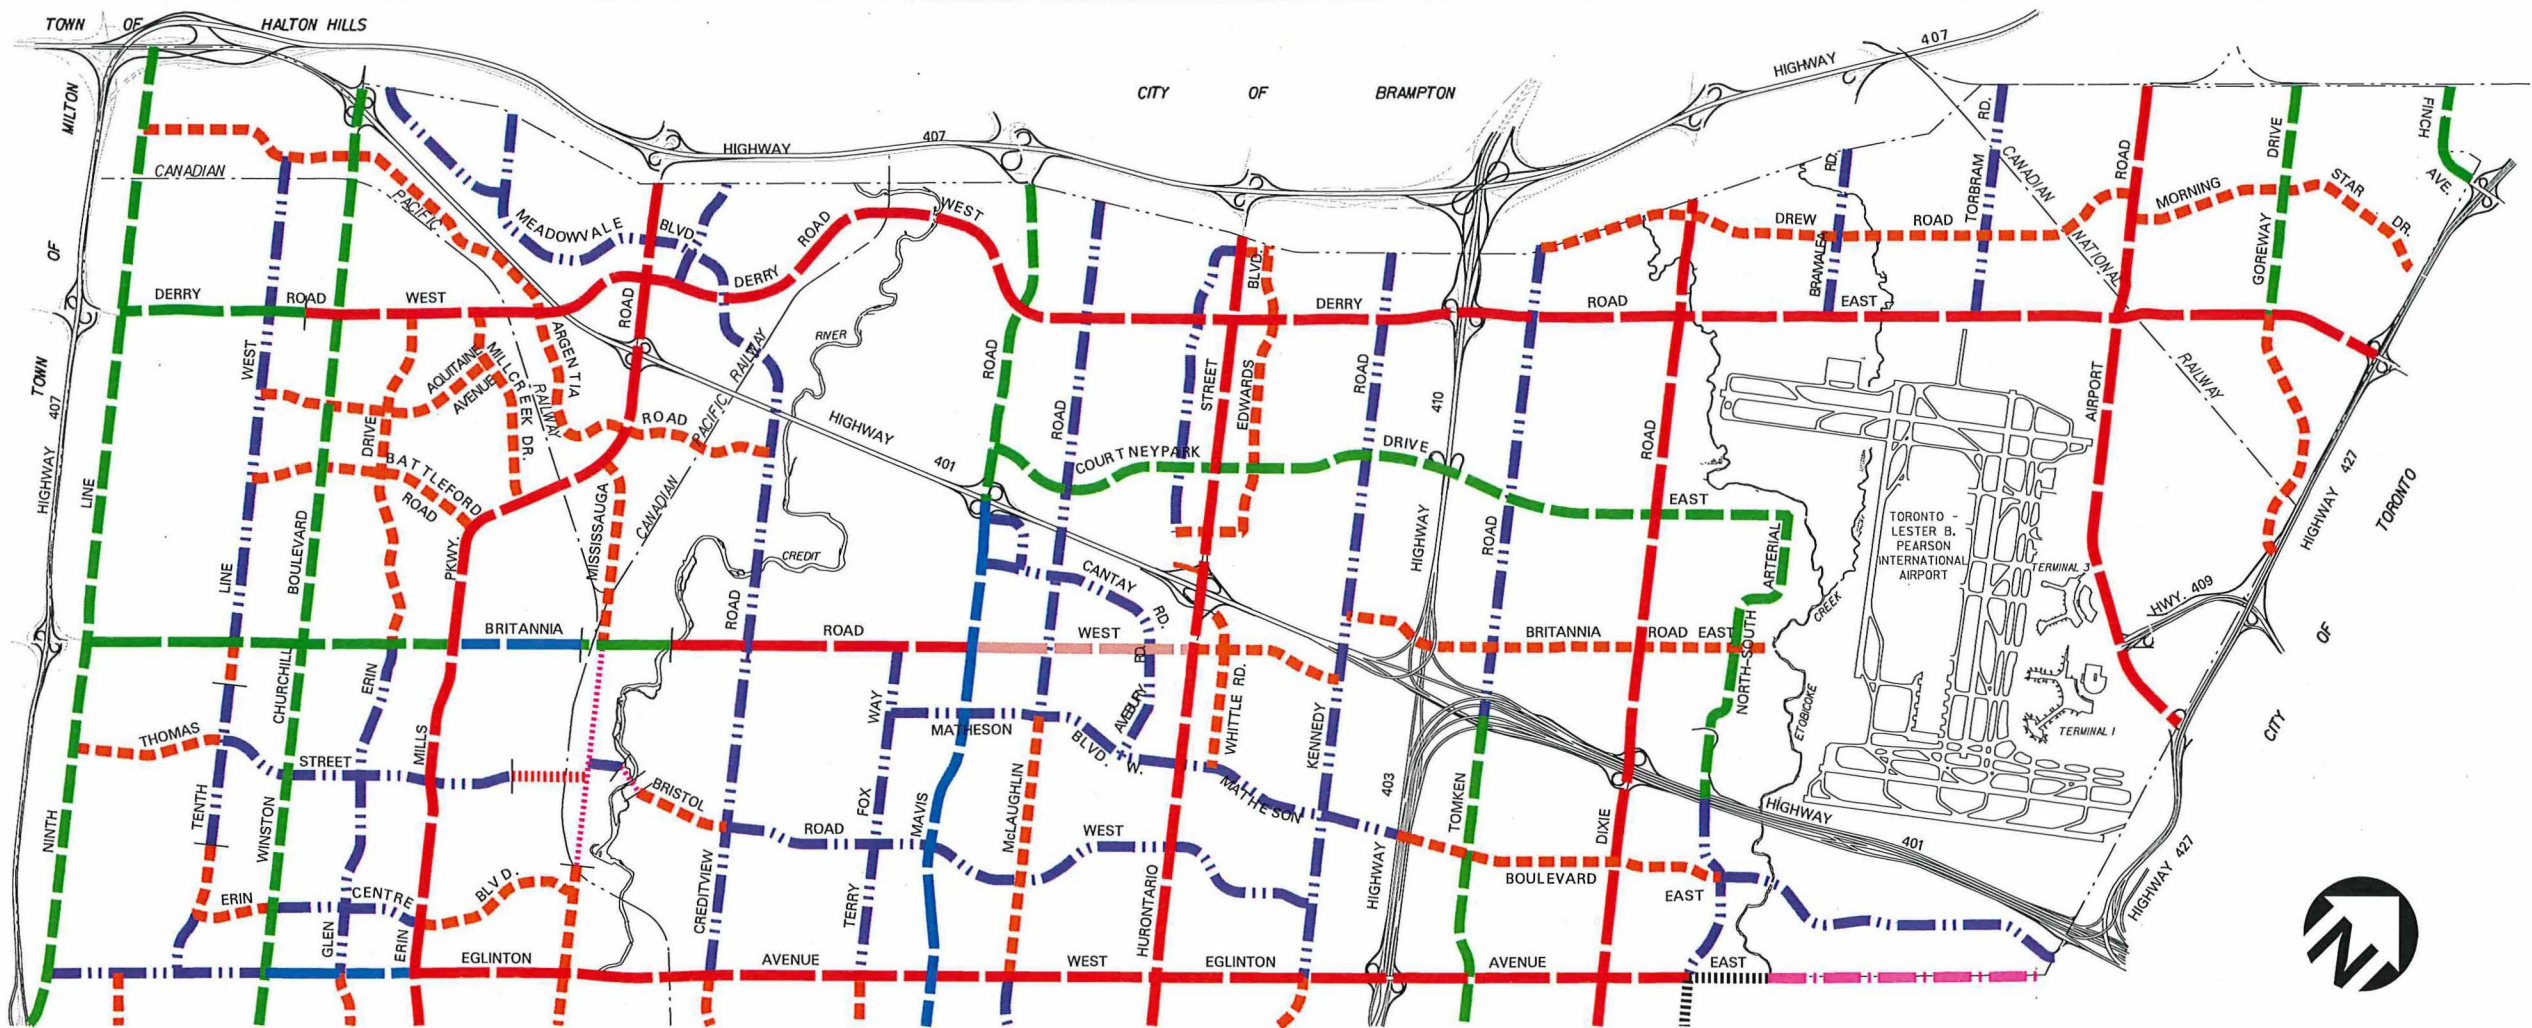 TOWN OF HALTON HILLS
CITY OF BRAMPTON
HIGHWAY 407
HIGHWAY 407
MILTON
OF
TOWN
HIGHWAY 407
CANADIAN
PACIFIC
RAILWAY
MEADOWVALE BLVD.
DERRY ROAD WEST
DERRY ROAD WEST
ROAD
ARGENTIA
ROAD
AQUITAINE
AVENUE
MILLCREEK DR.
BATTLEFORD
ROAD
DRIVE
WEST
LINE
LINE
BOULEVARD
PKWY.
MISSISSAUGA
CANADIAN
PACIFIC
RAILWAY
RIVER
CREDIT
HIGHWAY
401
ROAD
ROAD
STREET
EDWARDS
BLVD.
DERRY ROAD EAST
ROAD
410
HIGHWAY
COURTNEYPARK DRIVE
EAST
ROAD
ROAD
DREW ROAD
BRAMALEA
RD.
TORBRAM
RD.
CANADIAN
NATIONAL
RAILWAY
ROAD
AIRPORT
MORNING STAR DR.
GOREWAY
DRIVE
FINCH
AVE.
HIGHWAY 427
TORONTO
OF
CITY
TORONTO -
LESTER B.
PEARSON
INTERNATIONAL
AIRPORT
TERMINAL 3
TERMINAL 1
HWY. 409
NORTH-SOUTH
ARTERIAL
CREEK
ETOBICOKE
BRITANNIA ROAD WEST
BRITANNIA ROAD EAST
ROAD
CANTAY
RD.
AVEBURY
RD.
WHITTLE RD.
THOMAS
STREET
CHURCHILL
WINSTON
ERIN
MILLS
TENTH
NINTH
ERIN CENTRE BLVD.
GLEN
ERIN
WAY
FOX
TERRY
MATHESON
BLVD. W.
MATHESON
BOULEVARD
EAST
BRISTOL
ROAD
WEST
CREDITVIEW
MAVIS
McLAUGHLIN
HURONTARIO
KENNEDY
403
HIGHWAY
TOMKEN
DIXIE
HIGHWAY
401
HIGHWAY 427
EGLINTON AVENUE WEST
EGLINTON AVENUE EAST
N